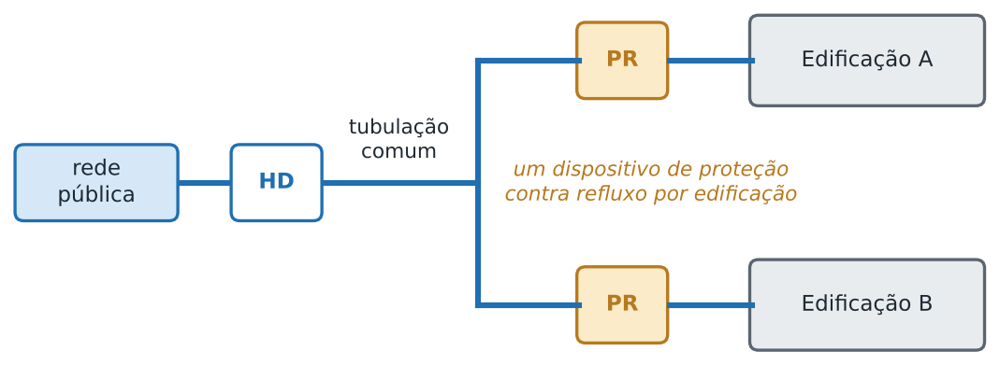 PR
Edificação A
tubulação
comum
rede
pública
HD
um dispositivo de proteção
contra refluxo por edificação
PR
Edificação B